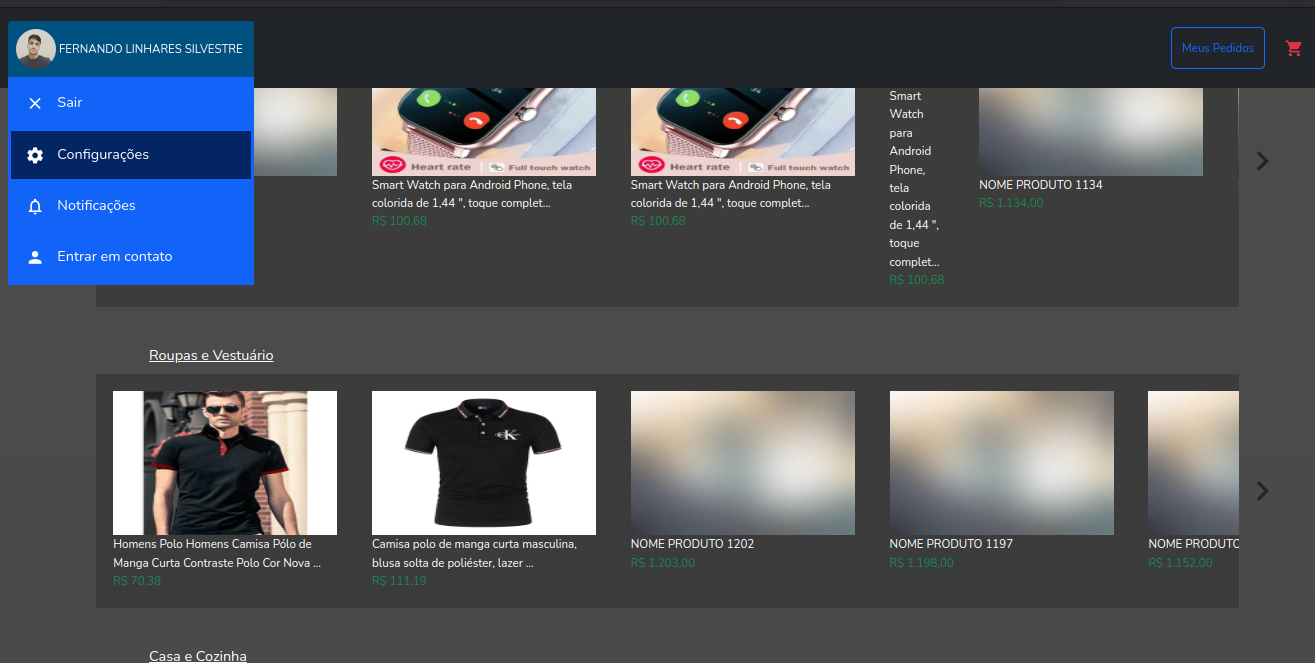 FERNANDO LINHARES SILVESTRE
Meus Pedidos
Sair
Configurações
Notificações
Entrar em contato
Heart rate | Full touch watch
Smart Watch para Android Phone, tela
colorida de 1,44 ", toque complet...
R$ 100,68
Heart rate | Full touch watch
Smart Watch para Android Phone, tela
colorida de 1,44 ", toque complet...
R$ 100,68
Smart
Watch
para
Android
Phone,
tela
colorida
de 1,44 ",
toque
complet...
R$ 100,68
NOME PRODUTO 1134
R$ 1.134,00
Roupas e Vestuário
Homens Polo Homens Camisa Pólo de
Manga Curta Contraste Polo Cor Nova ...
R$ 70,38
CK
Camisa polo de manga curta masculina,
blusa solta de poliéster, lazer ...
R$ 111,19
NOME PRODUTO 1202
R$ 1.203,00
NOME PRODUTO 1197
R$ 1.198,00
NOME PRODUTO
R$ 1.152,00
Casa e Cozinha